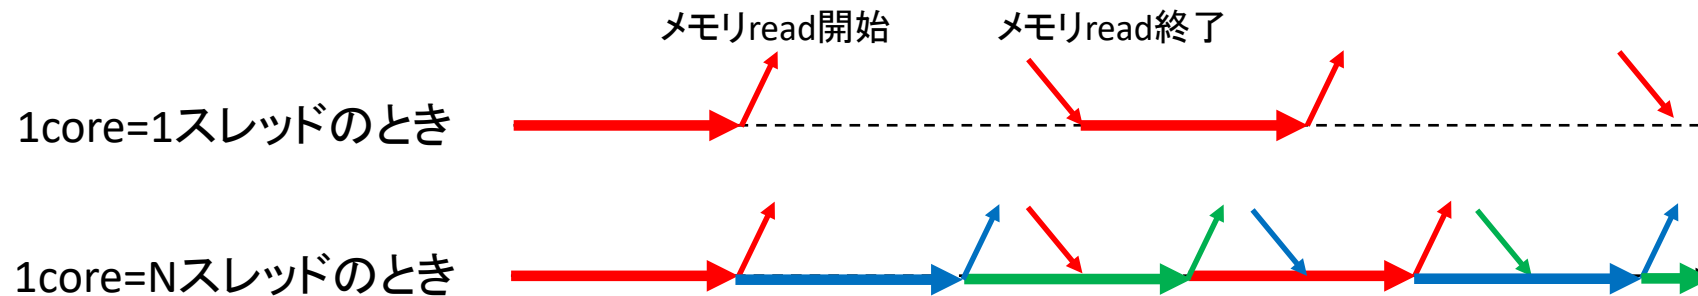 メモリread開始 メモリread終了
1core=1スレッドのとき
1core=Nスレッドのとき